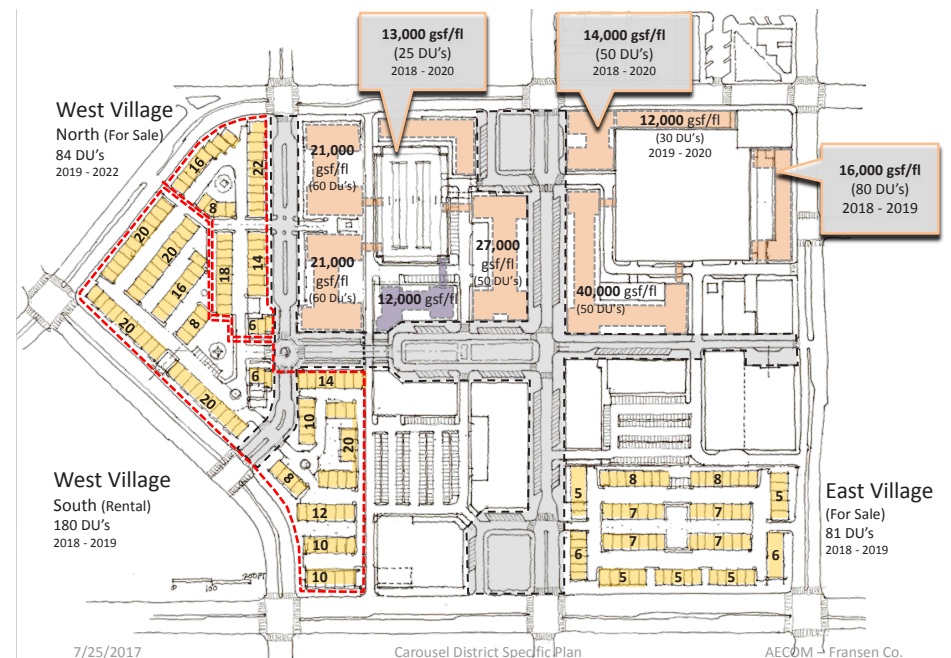 13,000 gsf/fl
(25 DU's)
2018 - 2020
14,000 gsf/fl
(50 DU's)
2018 - 2020
West Village
North (For Sale)
84 DU's
2019 - 2022
12,000 gsf/fl
(30 DU's)
2019 - 2020
16,000 gsf/fl
(80 DU's)
2018 - 2019
21,000
gsf/fl
(60 DU's)
21,000
gsf/fl
(60 DU's)
27,000
gsf/fl
(50 DU's)
12,000 gsf/fl
40,000 gsf/fl
(50 DU's)
16
22
8
20
20
18
14
16
20
8
6
6
20
14
10
20
8
12
10
10
West Village
South (Rental)
180 DU's
2018 - 2019
5
8
8
5
7
7
7
7
6
6
5
5
5
East Village
(For Sale)
81 DU's
2018 - 2019
0
100
200FT
7/25/2017
Carousel District Specific Plan
AECOM – Fransen Co.